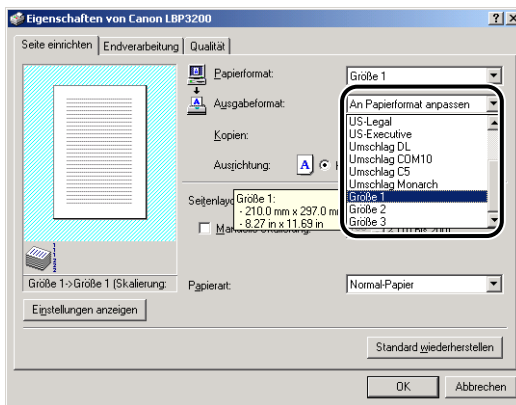 Eigenschaften von Canon LBP3200
Seite einrichten Endverarbeitung Qualität
Papierformat: Größe 1
Ausgabeformat: An Papierformat anpassen
US-Legal
US-Executive
Umschlag DL
Kopien: Umschlag COM10
Umschlag C5
Ausrichtung: A Umschlag Monarch
Größe 1
Größe 2
Größe 3
Größe 1:
- 210.0 mm x 297.0 m
- 8.27 in x 11.69 in
Größe 1->Größe 1 (Skalierung:
Papierart: Normal-Papier
Einstellungen anzeigen
Standard wiederherstellen
OK Abbrechen